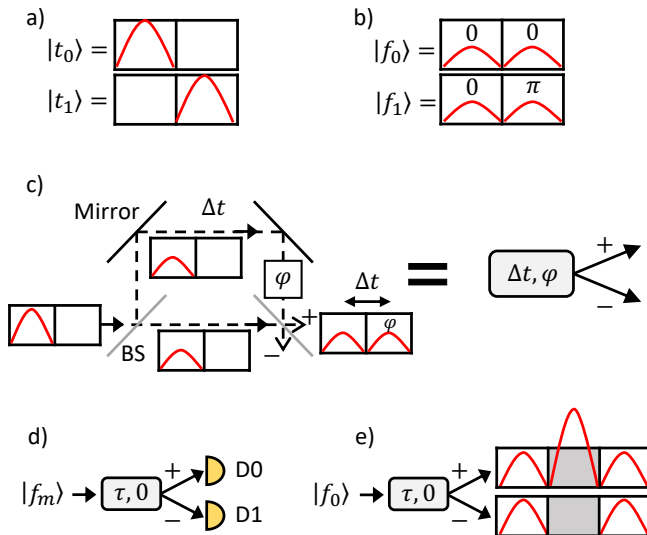 a)
|t₀⟩ =
|t₁⟩ =
b)
|f₀⟩ =
0 0
|f₁⟩ =
0 π
c)
Mirror
Δt
φ
Δt
+
−
φ
BS
=
Δt, φ
+
−
d)
|fₘ⟩
τ, 0
+
−
D0
D1
e)
|f₀⟩
τ, 0
+
−